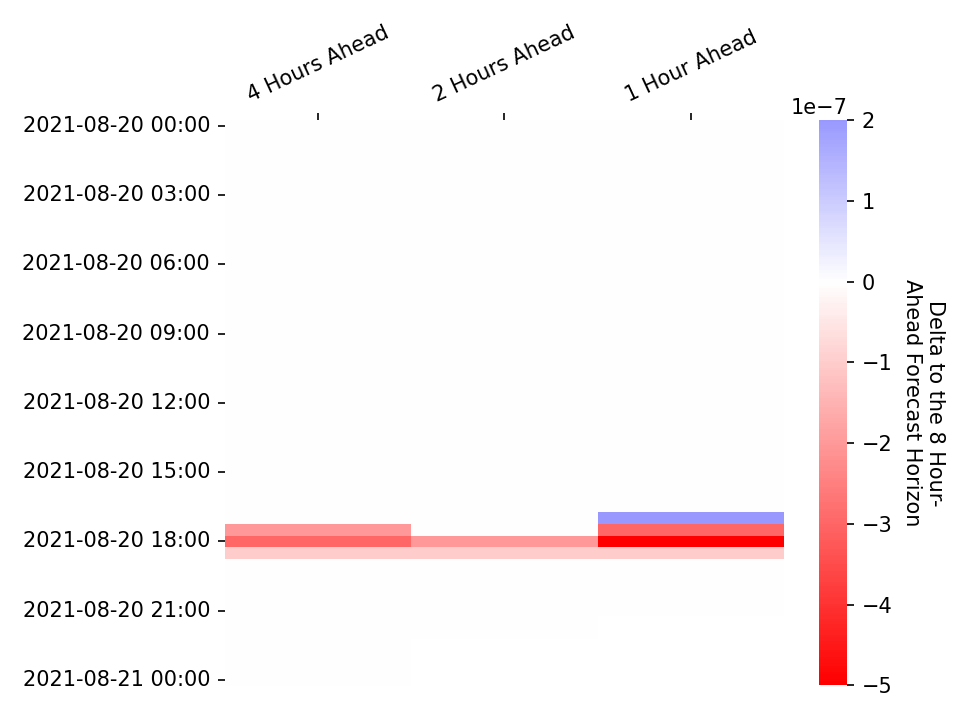 4 Hours Ahead
2 Hours Ahead
1 Hour Ahead
1e−7
2021-08-20 00:00
2021-08-20 03:00
2021-08-20 06:00
2021-08-20 09:00
2021-08-20 12:00
2021-08-20 15:00
2021-08-20 18:00
2021-08-20 21:00
2021-08-21 00:00
2
1
0
−1
−2
−3
−4
−5
Delta to the 8 Hour-
Ahead Forecast Horizon